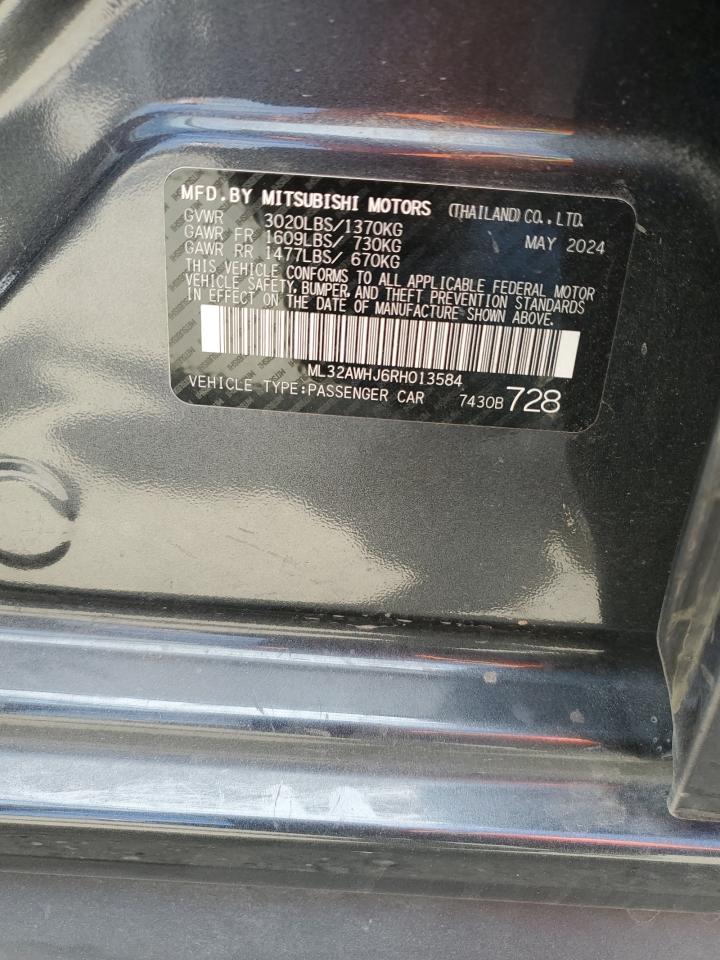 MFD.BY MITSUBISHI MOTORS (THAILAND) CO., LTD.
GVWR 3020LBS/1370KG MAY 2024
GAWR FR 1609LBS/ 730KG
GAWR RR 1477LBS/ 670KG
THIS VEHICLE CONFORMS TO ALL APPLICABLE FEDERAL MOTOR
VEHICLE SAFETY, BUMPER, AND THEFT PREVENTION STANDARDS
IN EFFECT ON THE DATE OF MANUFACTURE SHOWN ABOVE.
ML32AWHJ6RH013584
VEHICLE TYPE:PASSENGER CAR 7430B 728